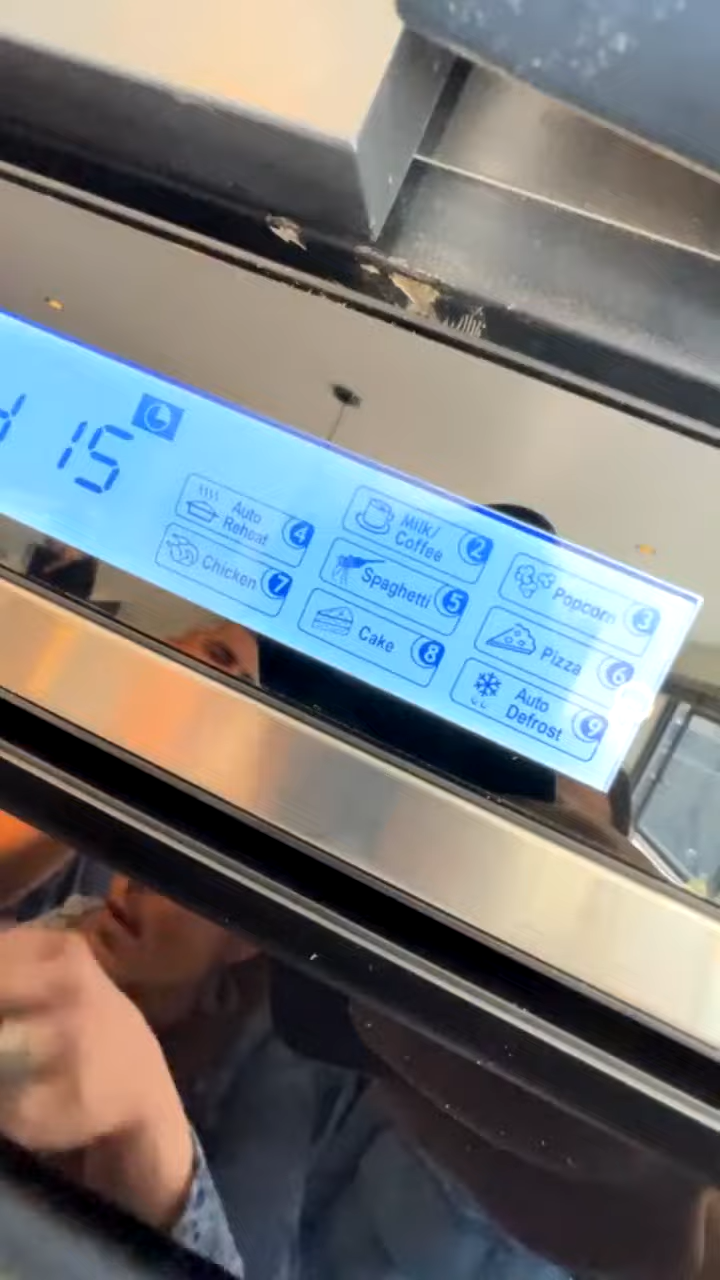 15
Auto
Reheat 4
Milk/
Coffee 2
Popcorn 3
Chicken 7
Spaghetti 5
Pizza 6
Cake 8
Auto
Defrost 9